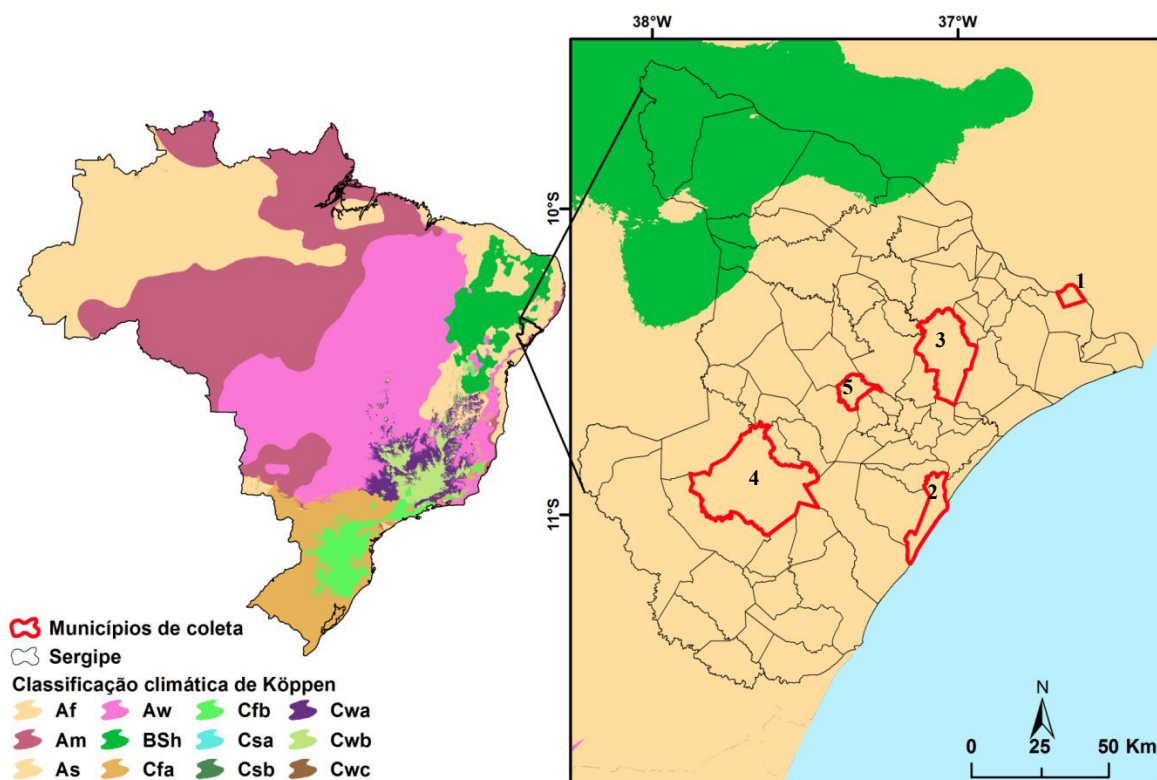 38°W 37°W
10°S
11°S
1
2
3
4
5
Municípios de coleta
Sergipe
Classificação climática de Köppen
Af Aw Cfb Cwa
Am BSh Csa Cwb
As Cfa Csb Cwc
N
0 25 50 Km